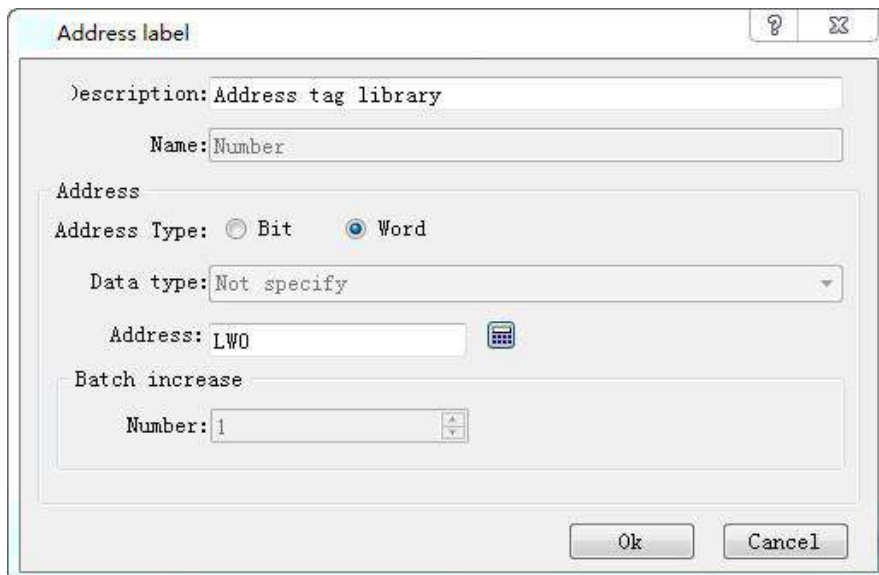 Address label
Description: Address tag library
Name: Number
Address
Address Type: Bit Word
Data type: Not specify
Address: LW0
Batch increase
Number: 1
Ok Cancel